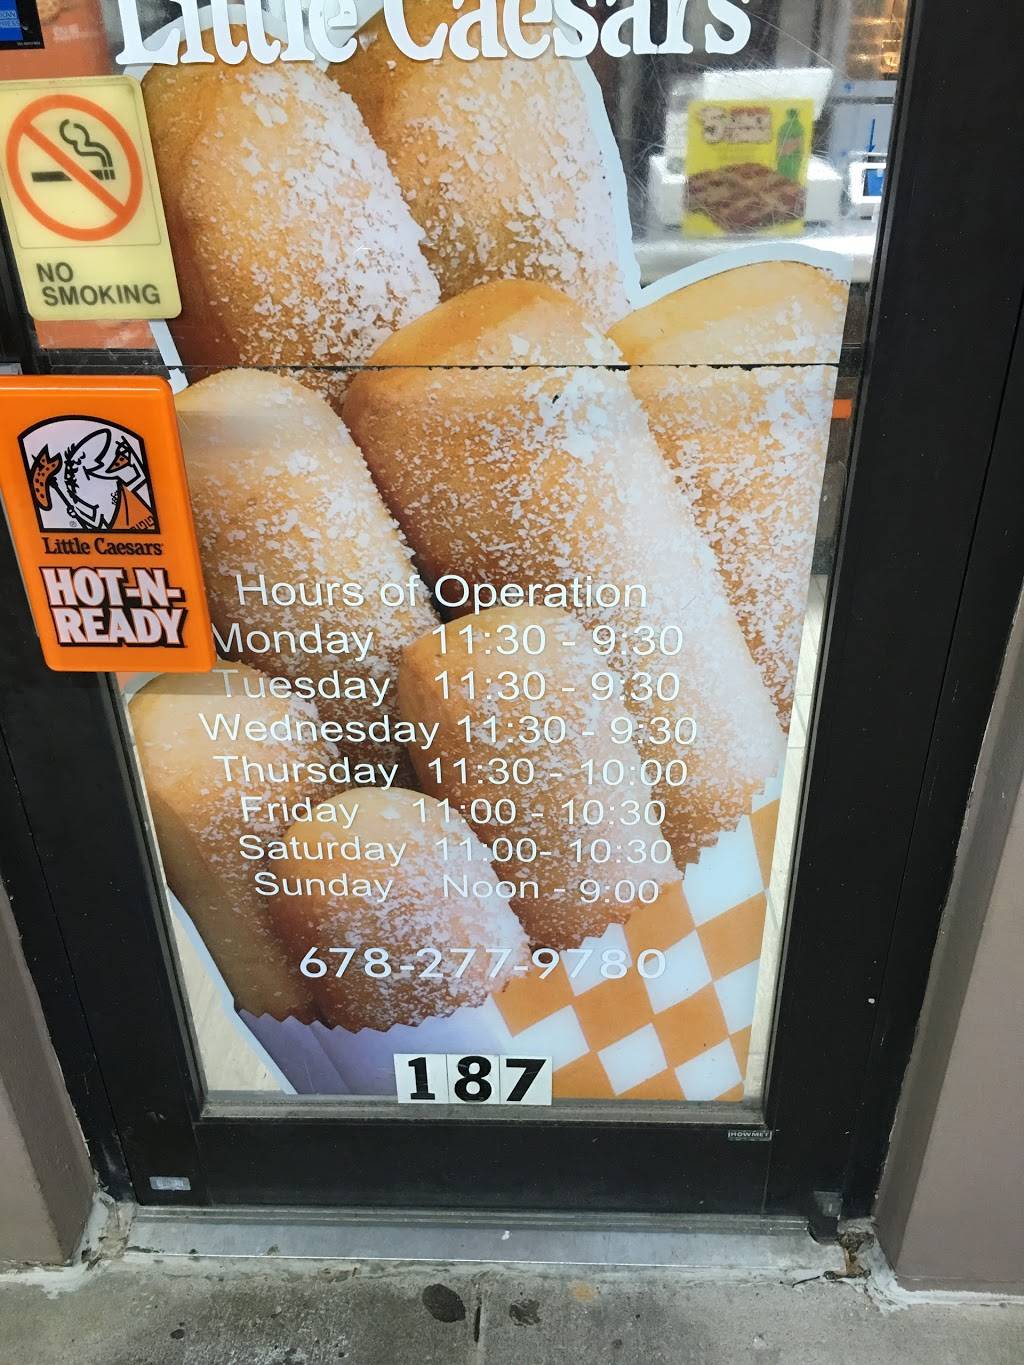 Little Caesars
NO
SMOKING
Little Caesars
HOT-N-
READY
Hours of Operation
Monday 11:30 - 9:30
Tuesday 11:30 - 9:30
Wednesday 11:30 - 9:30
Thursday 11:30 - 10:00
Friday 11:00 - 10:30
Saturday 11:00- 10:30
Sunday Noon - 9:00
678-277-9780
187
HOWMET